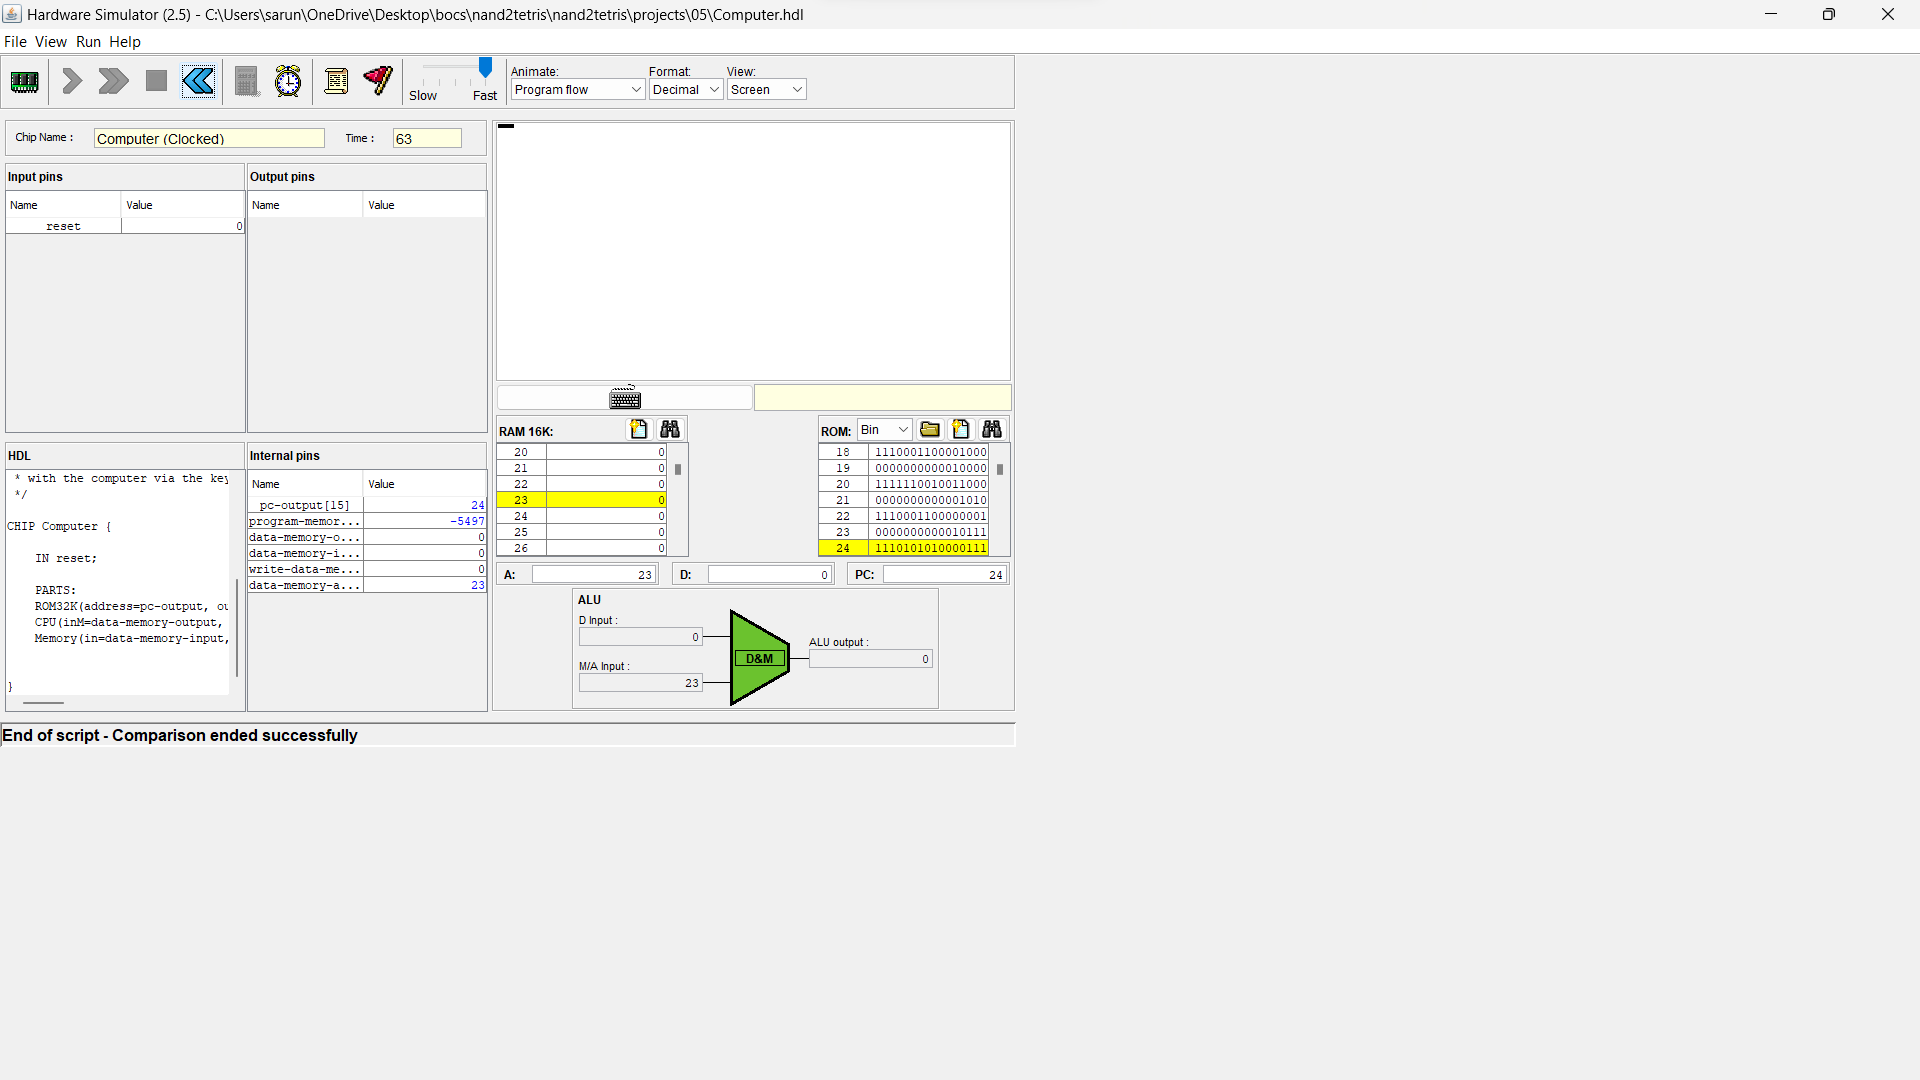 Hardware Simulator (2.5) - C:\Users\sarun\OneDrive\Desktop\bocs\nand2tetris\nand2tetris\projects\05\Computer.hdl
File View Run Help
Slow Fast
Animate: Format: View:
Program flow Decimal Screen
Chip Name : Computer (Clocked) Time : 63
Input pins
Name Value
reset 0
Output pins
Name Value
HDL
* with the computer via the key
*/
CHIP Computer {
IN reset;
PARTS:
ROM32K(address=pc-output, ou
CPU(inM=data-memory-output,
Memory(in=data-memory-input,
}
Internal pins
Name Value
pc-output[15] 24
program-memor... -5497
data-memory-o... 0
data-memory-i... 0
write-data-me... 0
data-memory-a... 23
RAM 16K:
20 0
21 0
22 0
23 0
24 0
25 0
26 0
ROM: Bin
18 1110001100001000
19 0000000000010000
20 1111110010011000
21 0000000000001010
22 1110001100000001
23 0000000000010111
24 1110101010000111
A: 23 D: 0 PC: 24
ALU
D Input :
0
M/A Input :
23
D&M
ALU output :
0
End of script - Comparison ended successfully